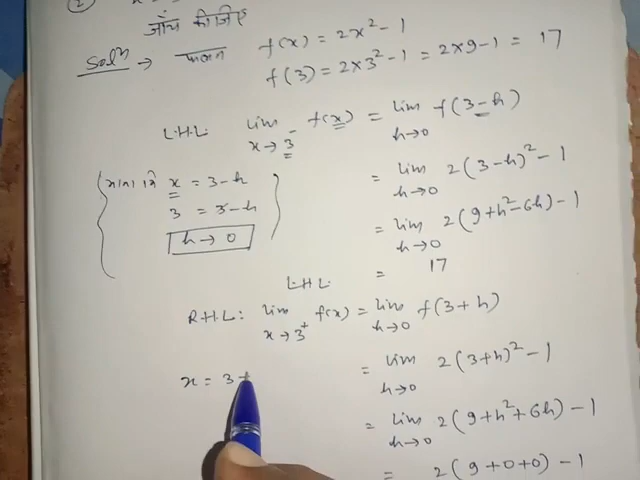 (2)
जाँच कीजिए
Solⁿ → फलन f(x) = 2x² - 1
f(3) = 2×3² - 1 = 2×9-1 = 17
L.H.L. lim x→3⁻ f(x) = lim h→0 f(3-h)
x = 3-h = lim h→0 2(3-h)² - 1
3 = 3-h
h→0 = lim h→0 2(9+h²-6h) - 1
L.H.L. = 17
R.H.L: lim x→3⁺ f(x) = lim h→0 f(3+h)
x = 3+ = lim h→0 2(3+h)² - 1
= lim h→0 2(9+h²+6h) - 1
= 2(9+0+0) - 1